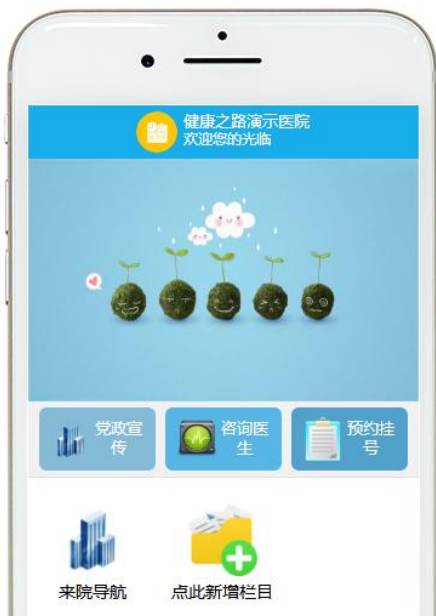 健康之路演示医院
欢迎您的光临
党政宣
传
咨询医
生
预约挂
号
来院导航
点此新增栏目